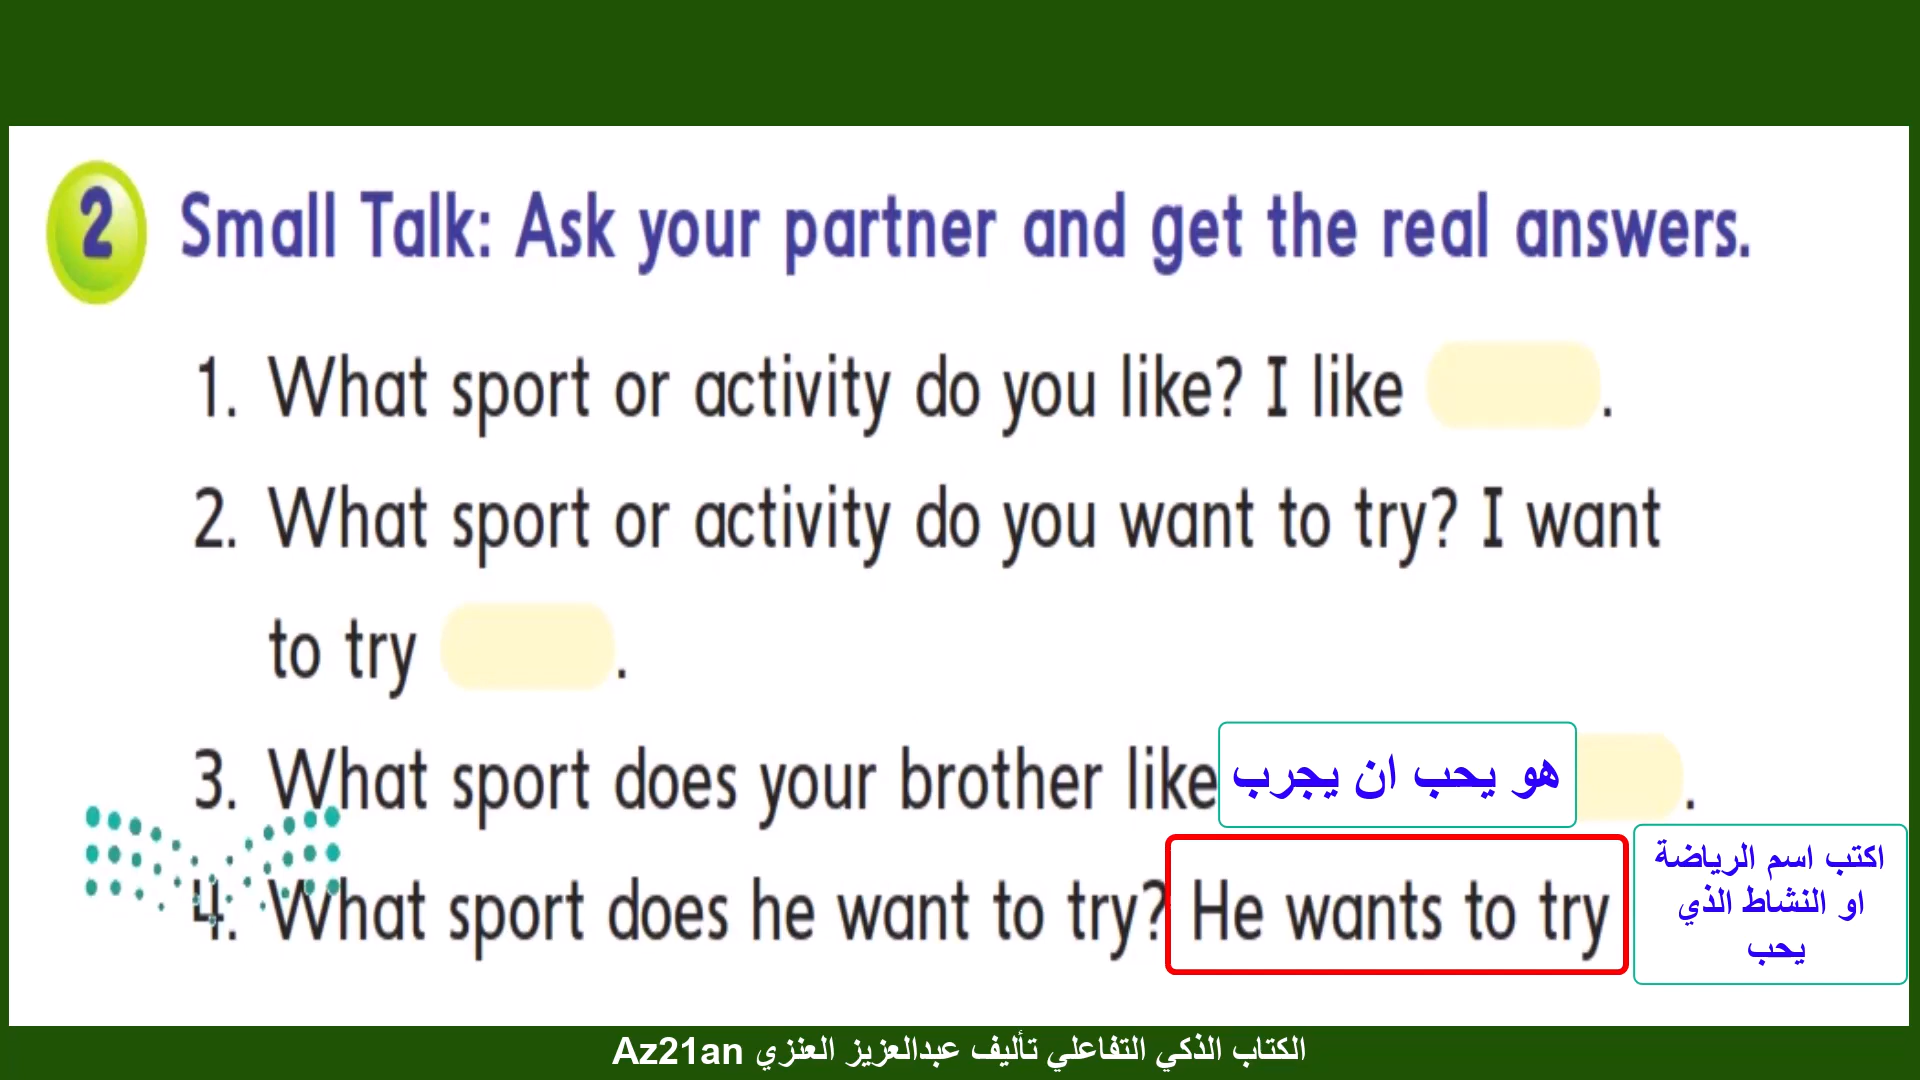 2 Small Talk: Ask your partner and get the real answers.
1. What sport or activity do you like? I like .
2. What sport or activity do you want to try? I want
to try .
3. What sport does your brother like .
هو يحب ان يجرب
4. What sport does he want to try? He wants to try
اكتب اسم الرياضة
او النشاط الذي
يحب
الكتاب الذكي التفاعلي تأليف عبدالعزيز العنزي Az21an